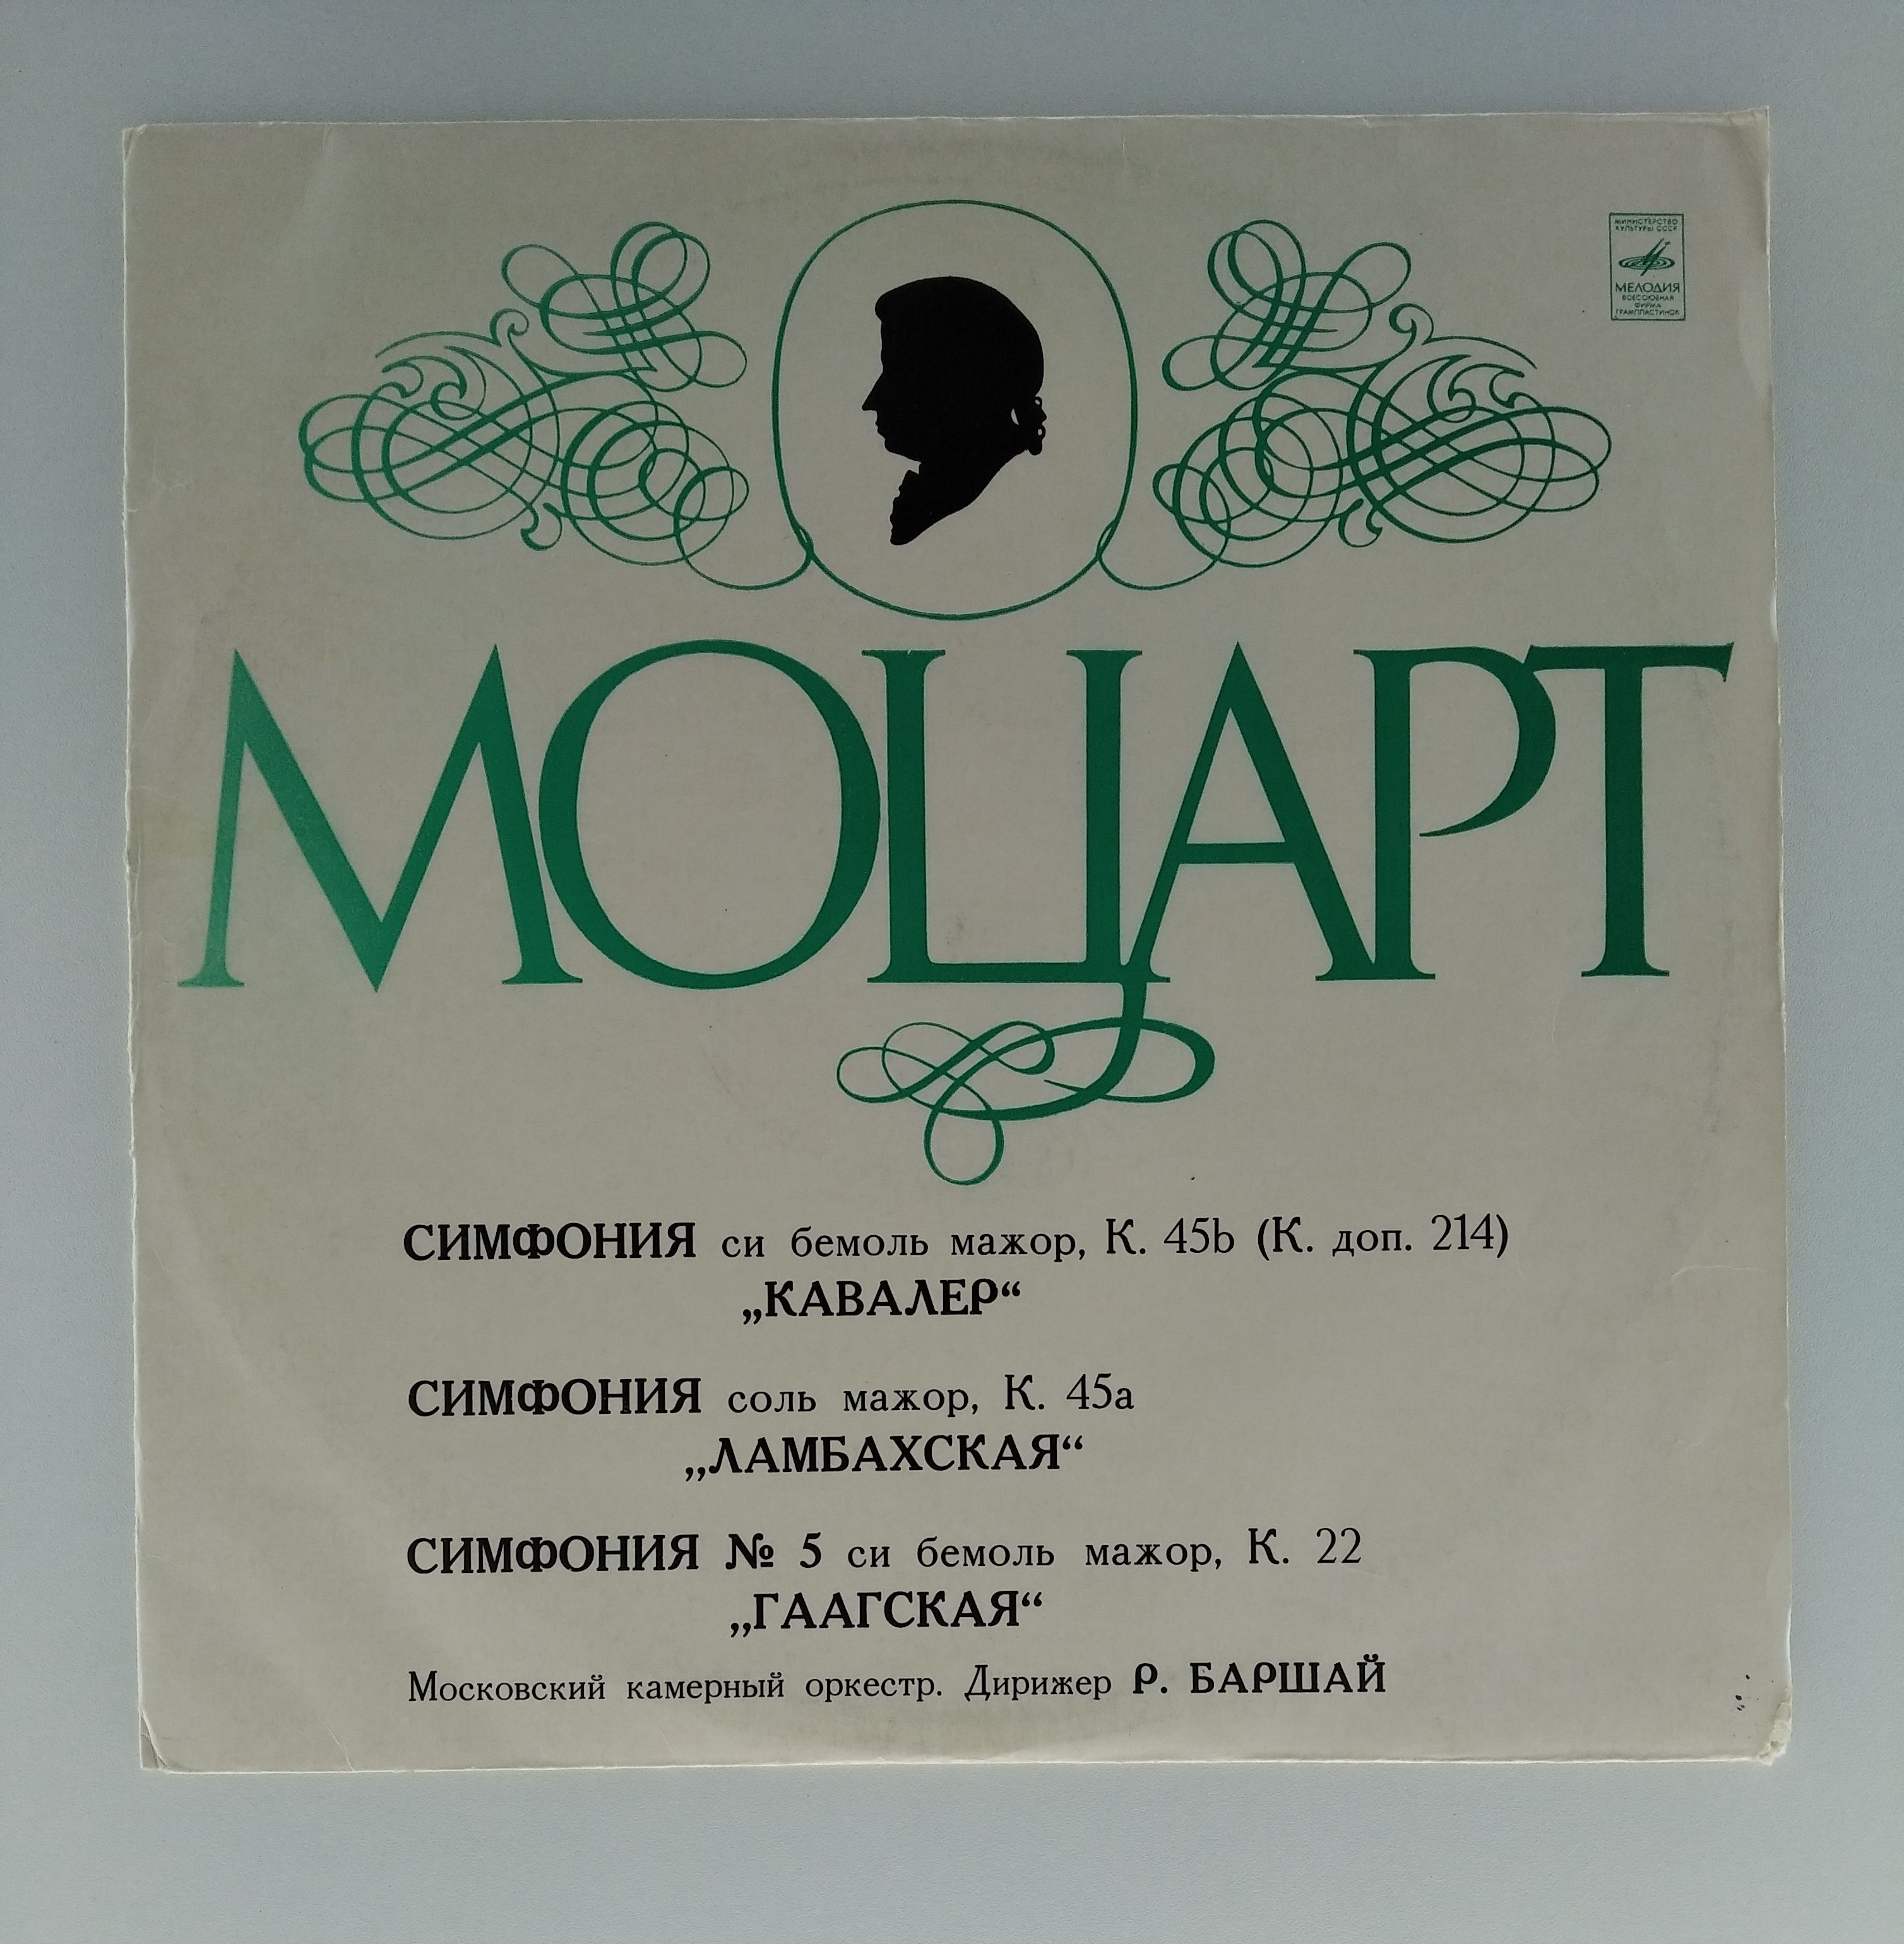 МИНИСТЕРСТВО
КУЛЬТУРЫ СССР
МЕЛОДИЯ
ВСЕСОЮЗНАЯ
ФИРМА
ГРАМПЛАСТИНОК
МОЦАРТ
СИМФОНИЯ си бемоль мажор, К. 45b (К. доп. 214)
„КАВАЛЕР“
СИМФОНИЯ соль мажор, К. 45а
„ЛАМБАХСКАЯ“
СИМФОНИЯ № 5 си бемоль мажор, К. 22
„ГААГСКАЯ“
Московский камерный оркестр. Дирижер Р. БАРШАЙ